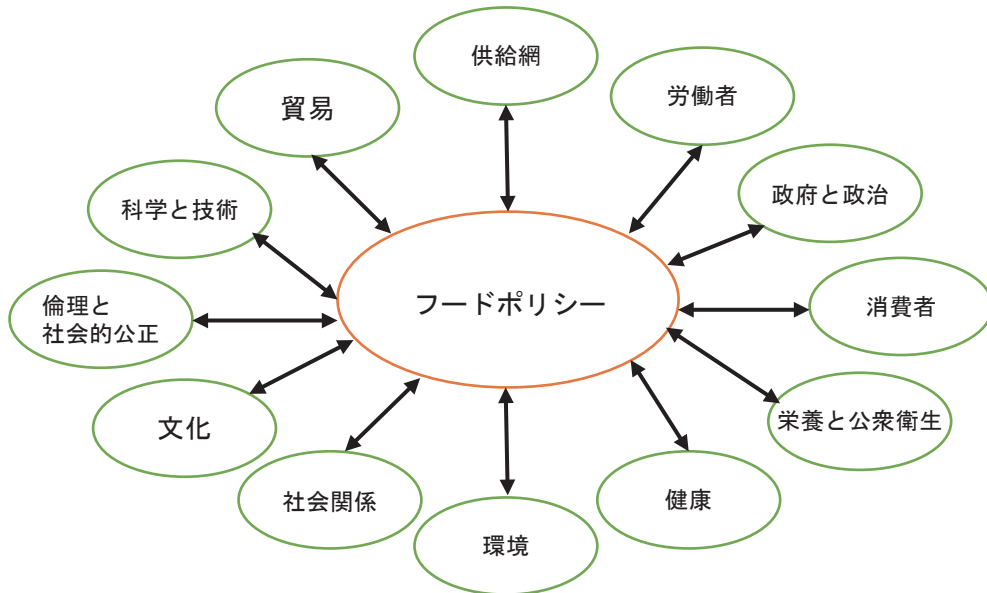 供給網
労働者
貿易
政府と政治
科学と技術
フードポリシー
消費者
倫理と
社会的公正
栄養と公衆衛生
文化
社会関係
健康
環境